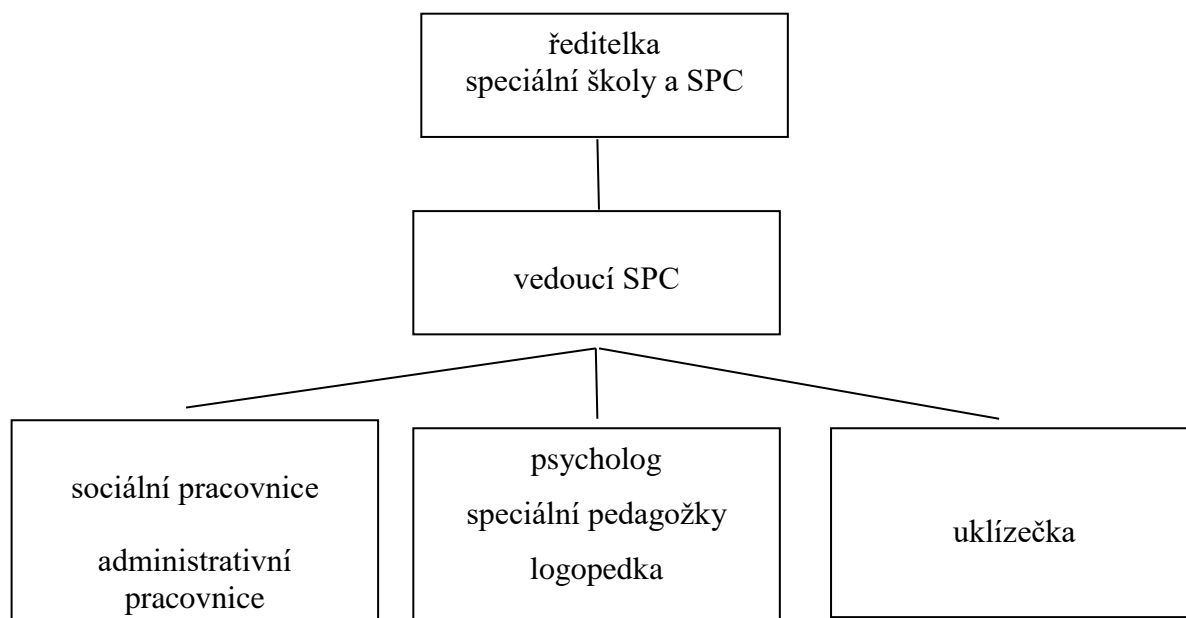 ředitelka
speciální školy a SPC
vedoucí SPC
sociální pracovnice
administrativní
pracovnice
psycholog
speciální pedagožky
logopedka
uklízečka